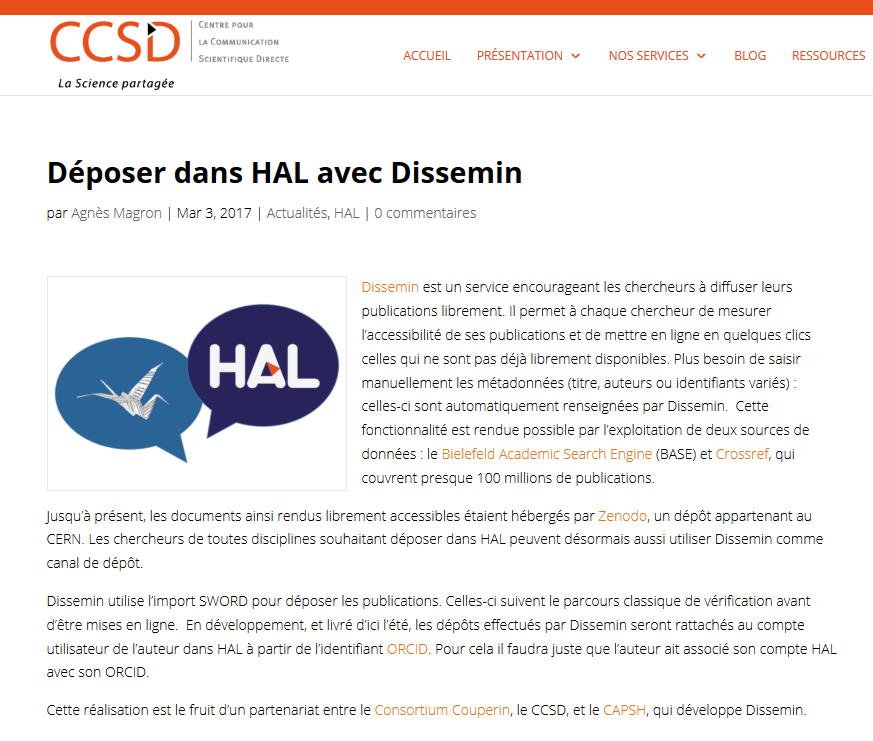 CCSD
CENTRE POUR
LA COMMUNICATION
SCIENTIFIQUE DIRECTE
La Science partagée
ACCUEIL PRÉSENTATION NOS SERVICES BLOG RESSOURCES
Déposer dans HAL avec Dissemin
par Agnès Magron | Mar 3, 2017 | Actualités, HAL | 0 commentaires
HAL
Dissemin est un service encourageant les chercheurs à diffuser leurs
publications librement. Il permet à chaque chercheur de mesurer
l’accessibilité de ses publications et de mettre en ligne en quelques clics
celles qui ne sont pas déjà librement disponibles. Plus besoin de saisir
manuellement les métadonnées (titre, auteurs ou identifiants variés) :
celles-ci sont automatiquement renseignées par Dissemin.  Cette
fonctionnalité est rendue possible par l’exploitation de deux sources de
données : le Bielefeld Academic Search Engine (BASE) et Crossref, qui
couvrent presque 100 millions de publications.
Jusqu’à présent, les documents ainsi rendus librement accessibles étaient hébergés par Zenodo, un dépôt appartenant au
CERN. Les chercheurs de toutes disciplines souhaitant déposer dans HAL peuvent désormais aussi utiliser Dissemin comme
canal de dépôt.
Dissemin utilise l’import SWORD pour déposer les publications. Celles-ci suivent le parcours classique de vérification avant
d’être mises en ligne.  En développement, et livré d’ici l’été, les dépôts effectués par Dissemin seront rattachés au compte
utilisateur de l’auteur dans HAL à partir de l’identifiant ORCID. Pour cela il faudra juste que l’auteur ait associé son compte HAL
avec son ORCID.
Cette réalisation est le fruit d’un partenariat entre le Consortium Couperin, le CCSD, et le CAPSH, qui développe Dissemin.